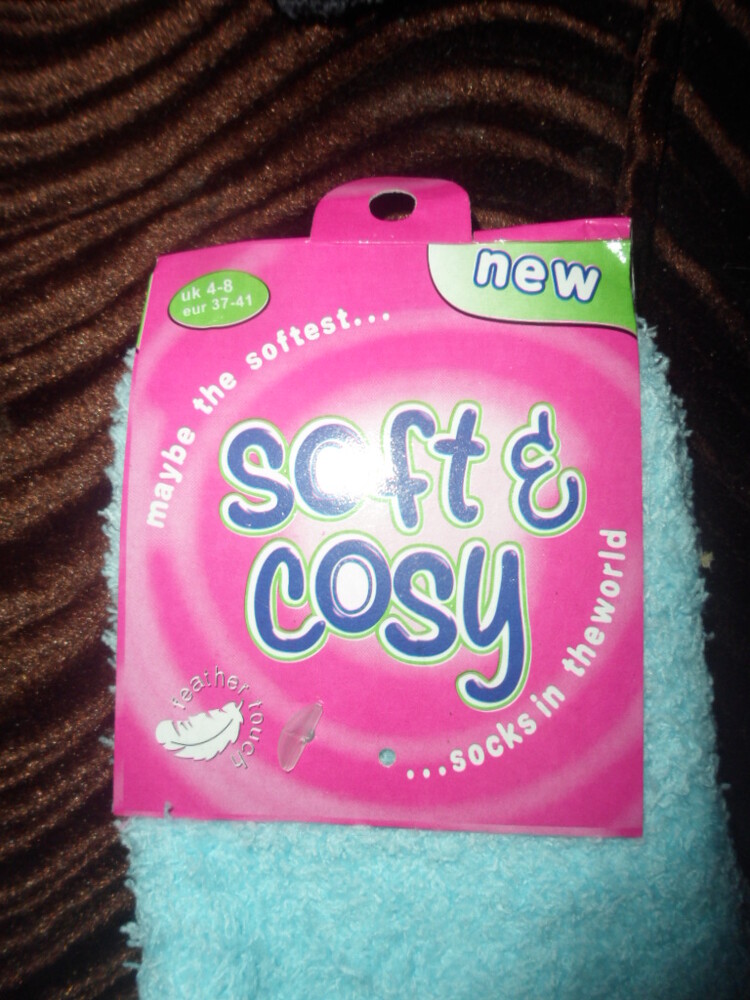 new
uk 4-8
eur 37-41
maybe the softest...
soft &
cosy
...socks in theworld
feather touch